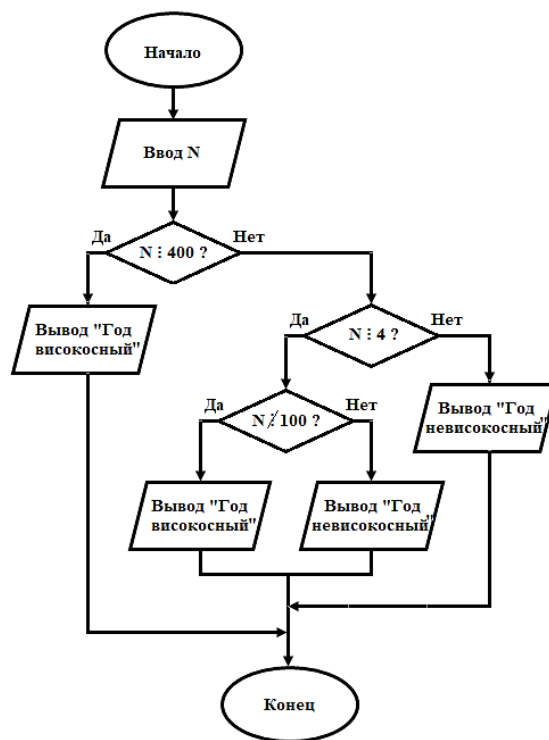 Начало
Ввод N
Да
Нет
N ⋮ 400 ?
Вывод "Год
високосный"
Да
Нет
N ⋮ 4 ?
Вывод "Год
невисокосный"
Да
Нет
N ⋮̸ 100 ?
Вывод "Год
високосный"
Вывод "Год
невисокосный"
Конец